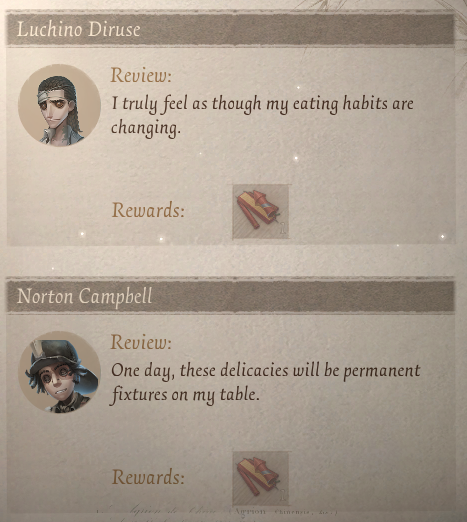 Luchino Diruse
Review:
I truly feel as though my eating habits are
changing.
Rewards:
Norton Campbell
Review:
One day, these delicacies will be permanent
fixtures on my table.
Rewards: